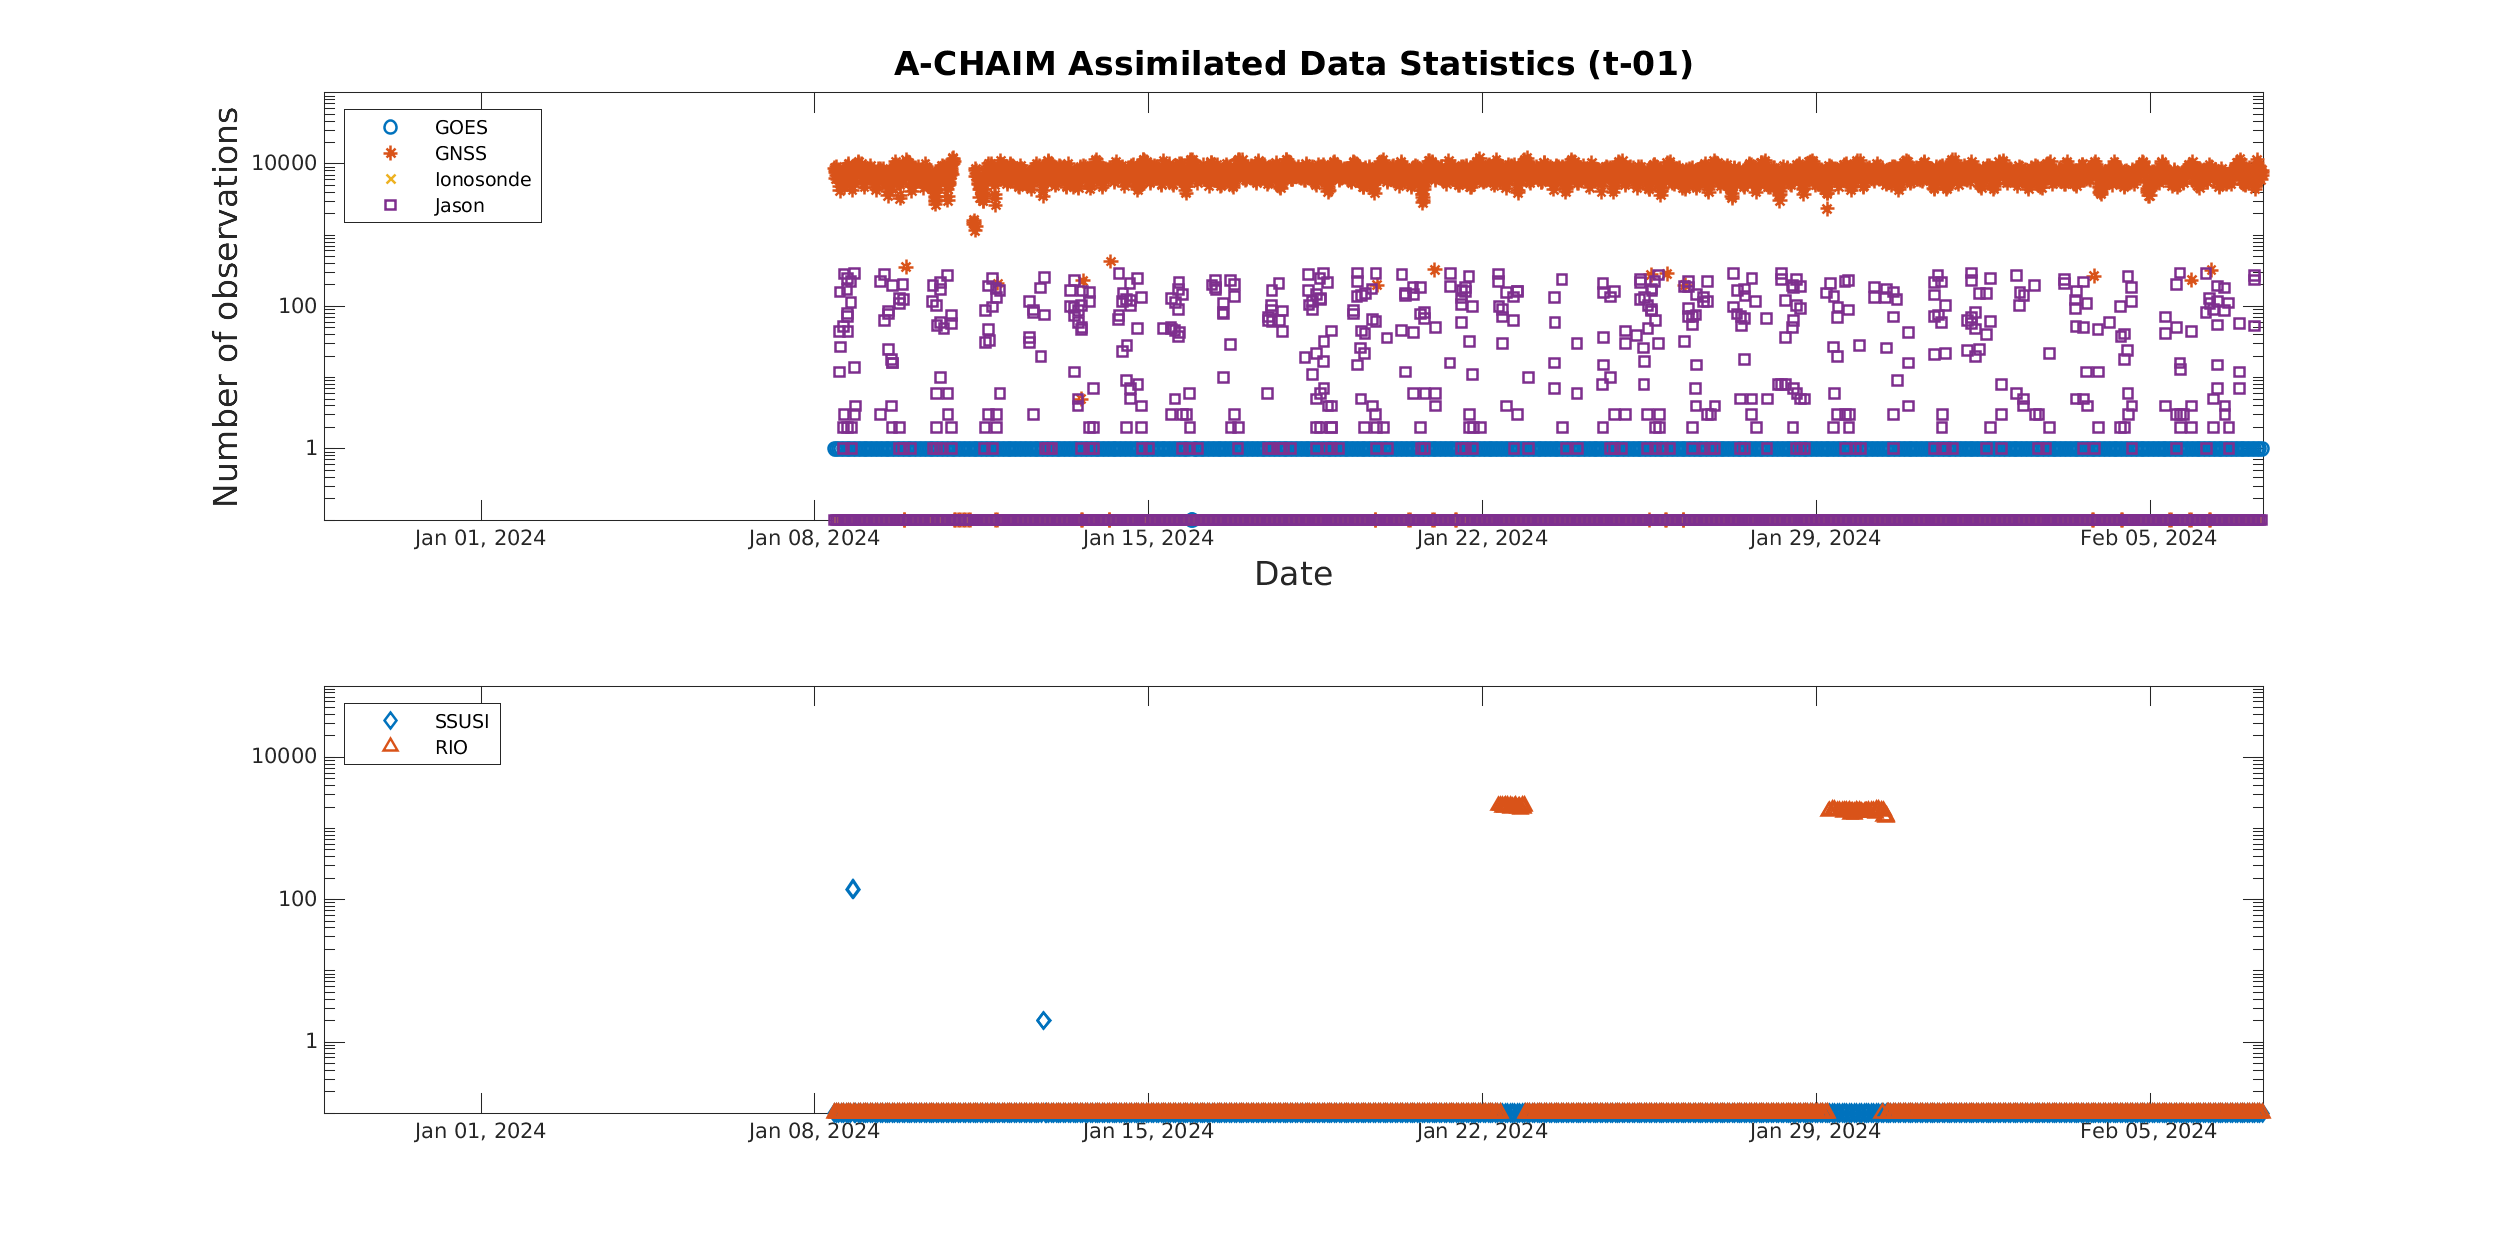 A-CHAIM Assimilated Data Statistics (t-01)
Number of observations
10000
100
1
GOES
GNSS
Ionosonde
Jason
Jan 01, 2024
Jan 08, 2024
Jan 15, 2024
Jan 22, 2024
Jan 29, 2024
Feb 05, 2024
Date
10000
100
1
SSUSI
RIO
Jan 01, 2024
Jan 08, 2024
Jan 15, 2024
Jan 22, 2024
Jan 29, 2024
Feb 05, 2024